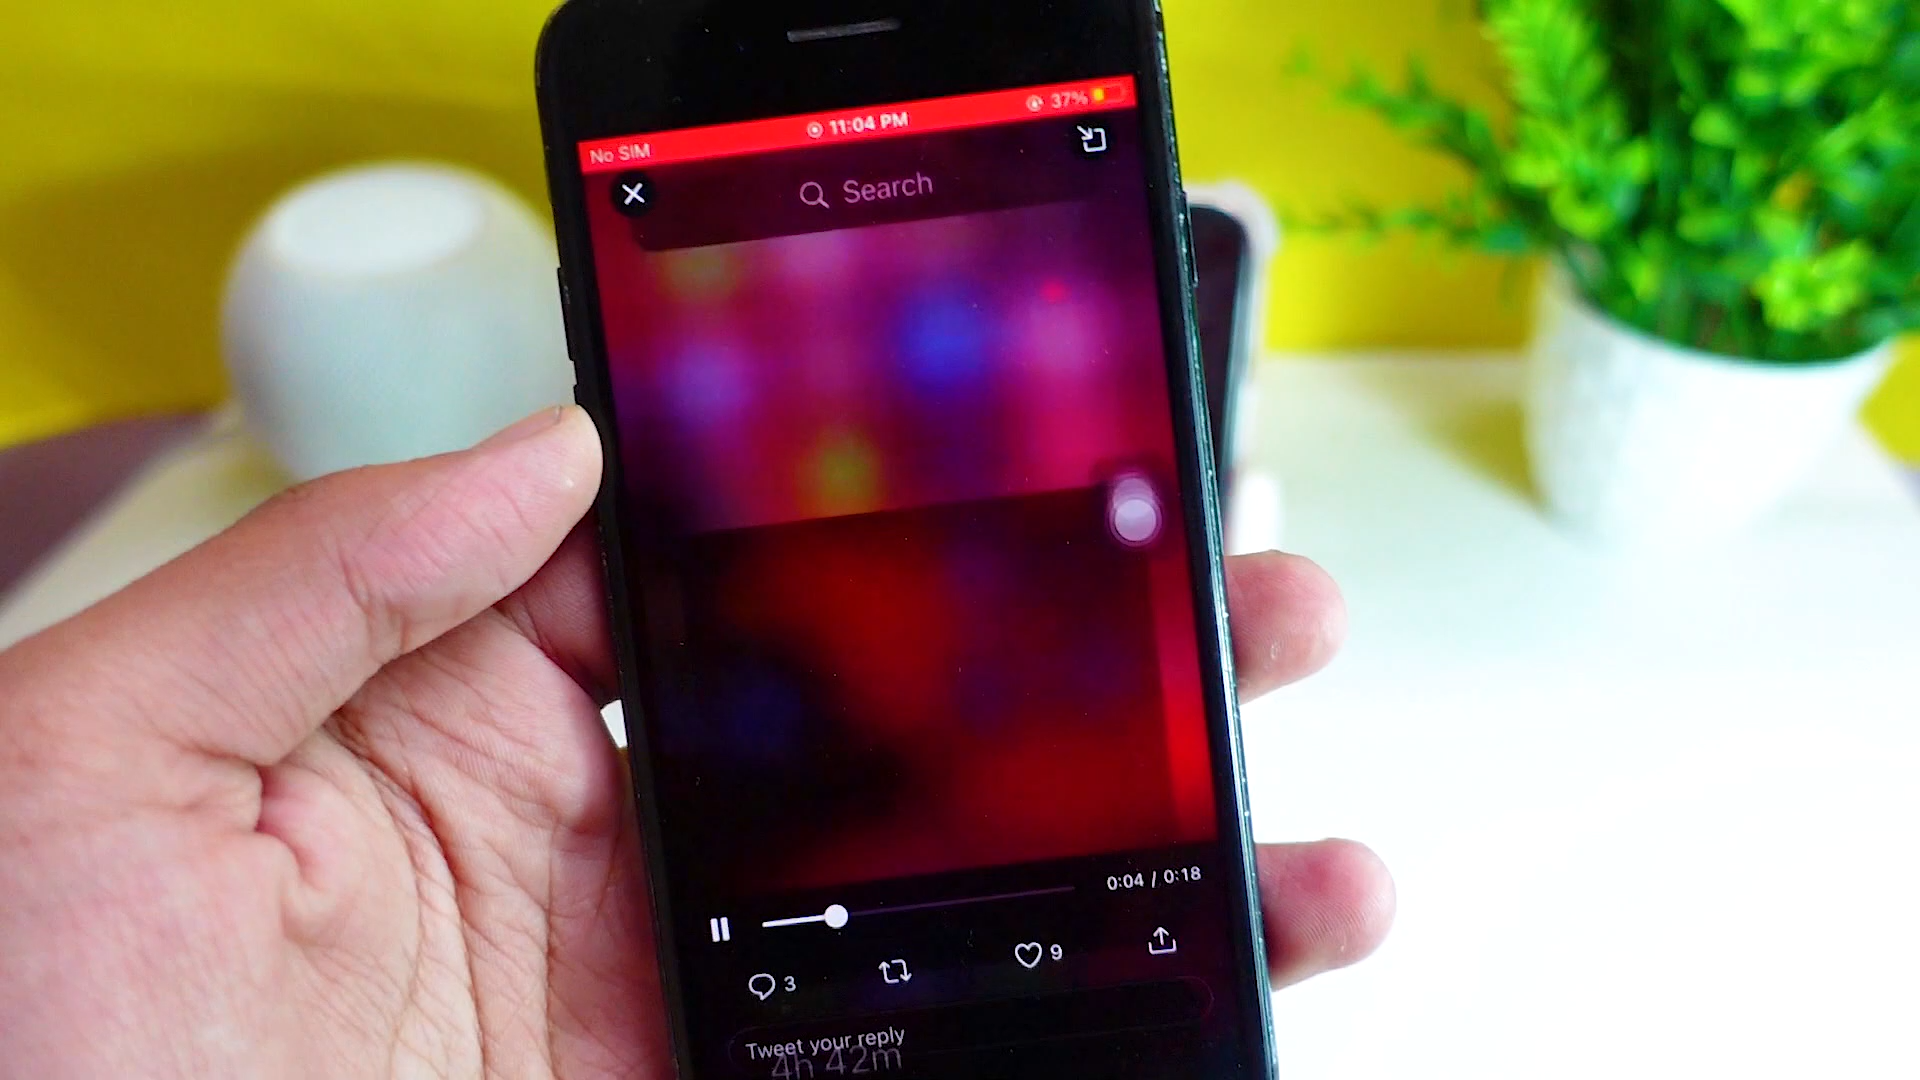 No SIM
11:04 PM
37%
Search
0:04 / 0:18
3
9
Tweet your reply
4h 42m